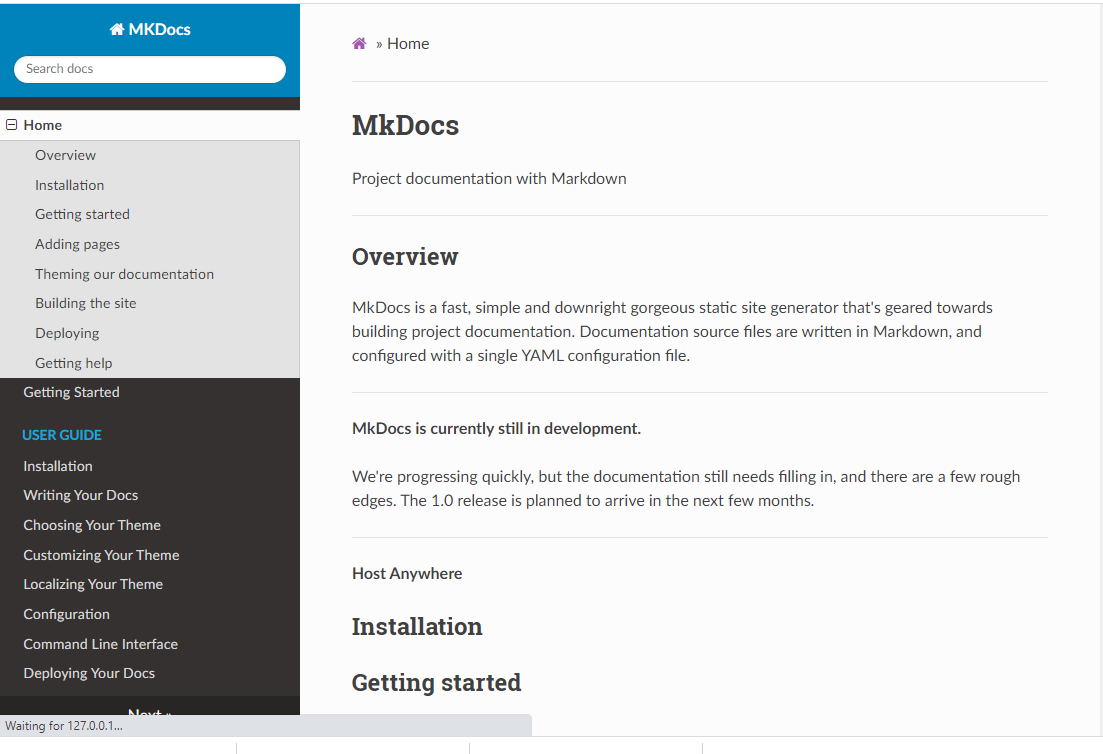 MKDocs
Search docs
Home
Overview
Installation
Getting started
Adding pages
Theming our documentation
Building the site
Deploying
Getting help
Getting Started
USER GUIDE
Installation
Writing Your Docs
Choosing Your Theme
Customizing Your Theme
Localizing Your Theme
Configuration
Command Line Interface
Deploying Your Docs
Next »
Waiting for 127.0.0.1...
» Home
MkDocs
Project documentation with Markdown
Overview
MkDocs is a fast, simple and downright gorgeous static site generator that's geared towards
building project documentation. Documentation source files are written in Markdown, and
configured with a single YAML configuration file.
MkDocs is currently still in development.
We're progressing quickly, but the documentation still needs filling in, and there are a few rough
edges. The 1.0 release is planned to arrive in the next few months.
Host Anywhere
Installation
Getting started